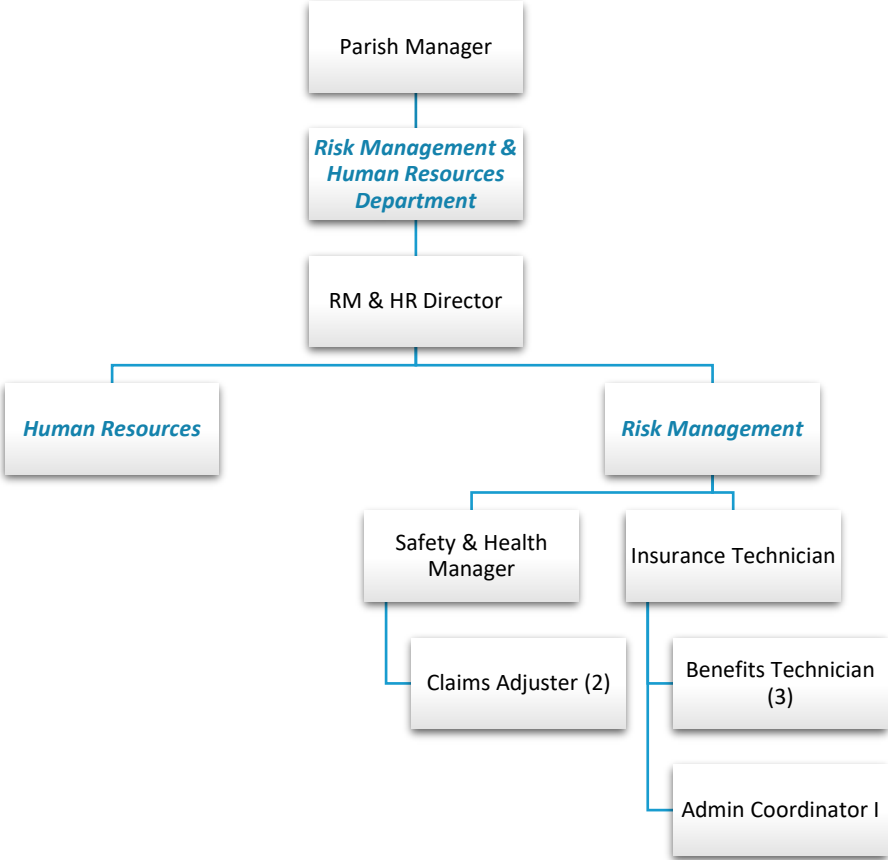 Parish Manager
Risk Management &
Human Resources
Department
RM & HR Director
Human Resources
Risk Management
Safety & Health
Manager
Insurance Technician
Claims Adjuster (2)
Benefits Technician
(3)
Admin Coordinator I